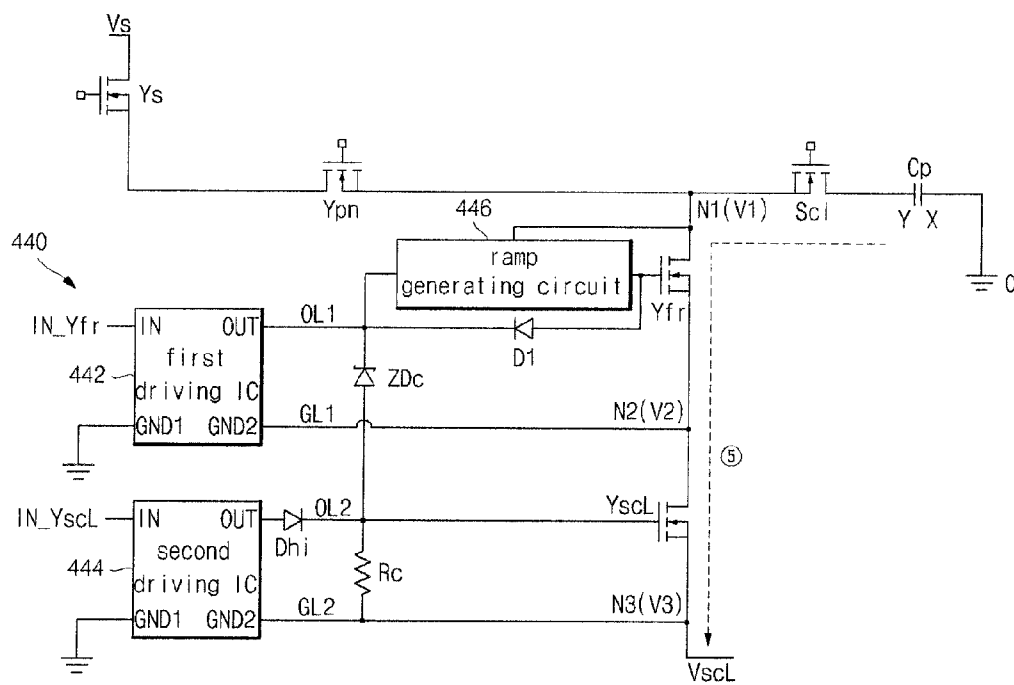 Vs
Ys
Ypn
N1(V1)
Scl
Cp
Y X
0
446
ramp
generating circuit
Yfr
440
IN_Yfr
IN OUT
OL1
D1
first
driving IC
442
ZDc
GND1 GND2
GL1
N2(V2)
⑤
IN_YscL
IN OUT
Dhi
OL2
YscL
second
driving IC
444
Rc
GND1 GND2
GL2
N3(V3)
VscL